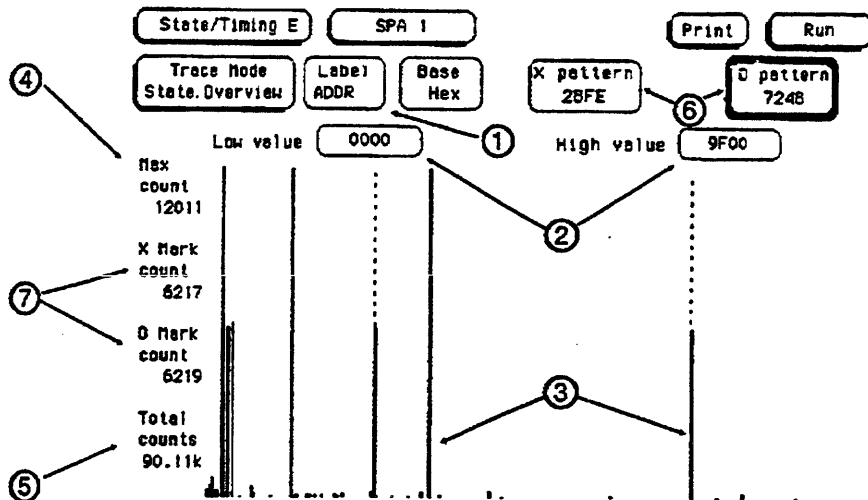 State/Timing E
SPA 1
Print
Run
Trace Mode
State.Overview
Label
ADDR
Base
Hex
X pattern
28FE
O pattern
7248
Low value
0000
High value
9F00
Max
count
12011
X Mark
count
6217
O Mark
count
6219
Total
counts
90.11k
4
1
6
2
7
3
5